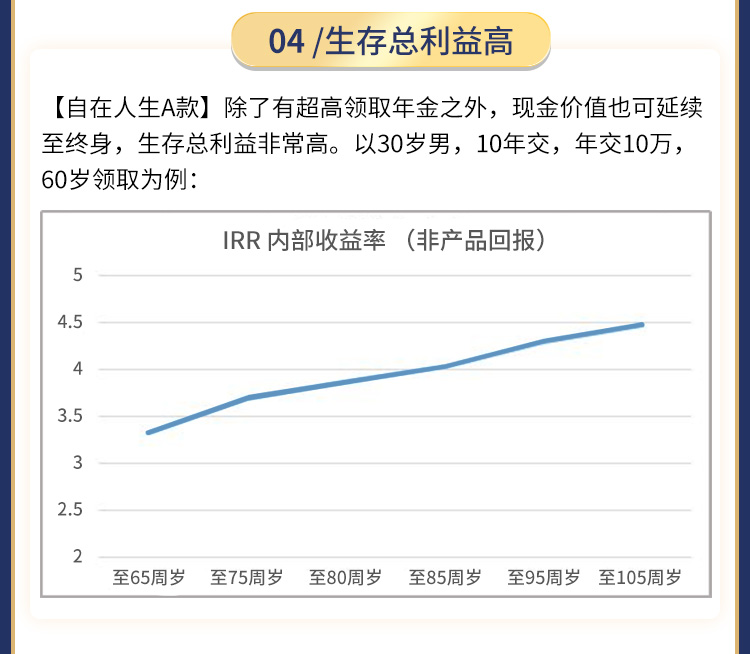 04 /生存总利益高
【自在人生A款】除了有超高领取年金之外，现金价值也可延续
至终身，生存总利益非常高。以30岁男，10年交，年交10万，
60岁领取为例：
IRR 内部收益率 （非产品回报）
5
4.5
4
3.5
3
2.5
2
至65周岁 至75周岁 至80周岁 至85周岁 至95周岁 至105周岁